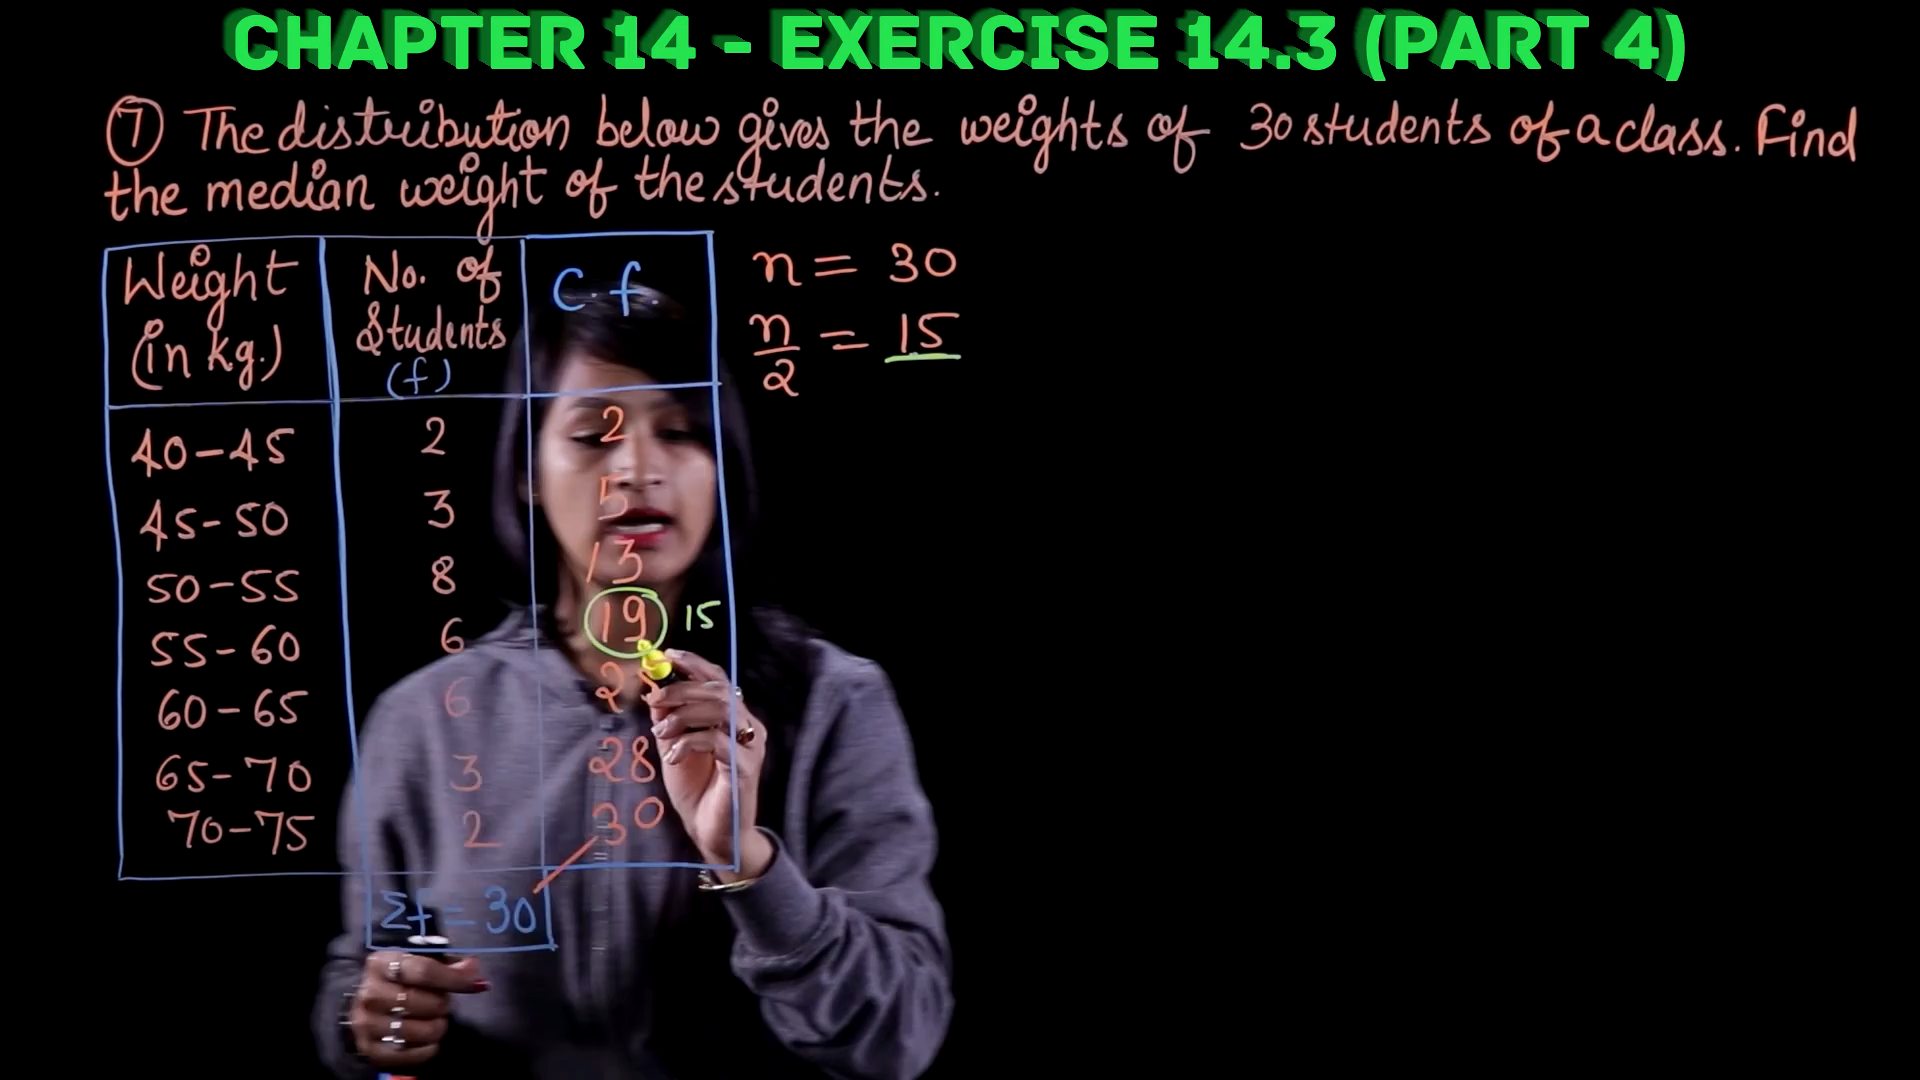 CHAPTER 14 - EXERCISE 14.3 (PART 4)
7 The distribution below gives the weights of 30 students of a class. Find
the median weight of the students.
Weight (in kg.) No. of Students (f) C.f.
40-45 2 2
45-50 3 5
50-55 8 13
55-60 6 19 15
60-65 6
65-70 3 28
70-75 2 30
Σf = 30
n = 30
n/2 = 15